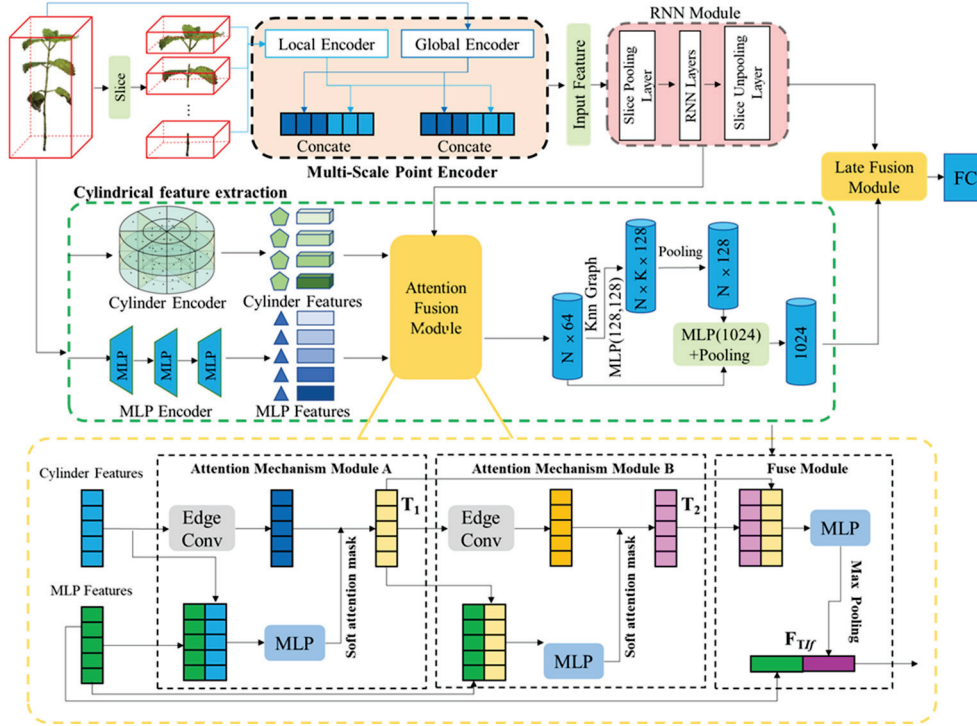 Slice
Local Encoder
Global Encoder
Concate
Concate
Multi-Scale Point Encoder
Input Feature
RNN Module
Slice Pooling
Layer
RNN Layers
Slice Unpooling
Layer
Late Fusion
Module
FC
Cylindrical feature extraction
Cylinder Encoder
Cylinder Features
MLP
MLP
MLP
MLP Encoder
MLP Features
Attention
Fusion
Module
N × 64
Knn Graph
MLP(128,128)
N × K × 128
Pooling
N × 128
MLP(1024)
+Pooling
1024
Cylinder Features
MLP Features
Attention Mechanism Module A
Edge
Conv
MLP
Soft attention mask
T1
Attention Mechanism Module B
Edge
Conv
MLP
Soft attention mask
T2
Fuse Module
MLP
Max Pooling
FTIf